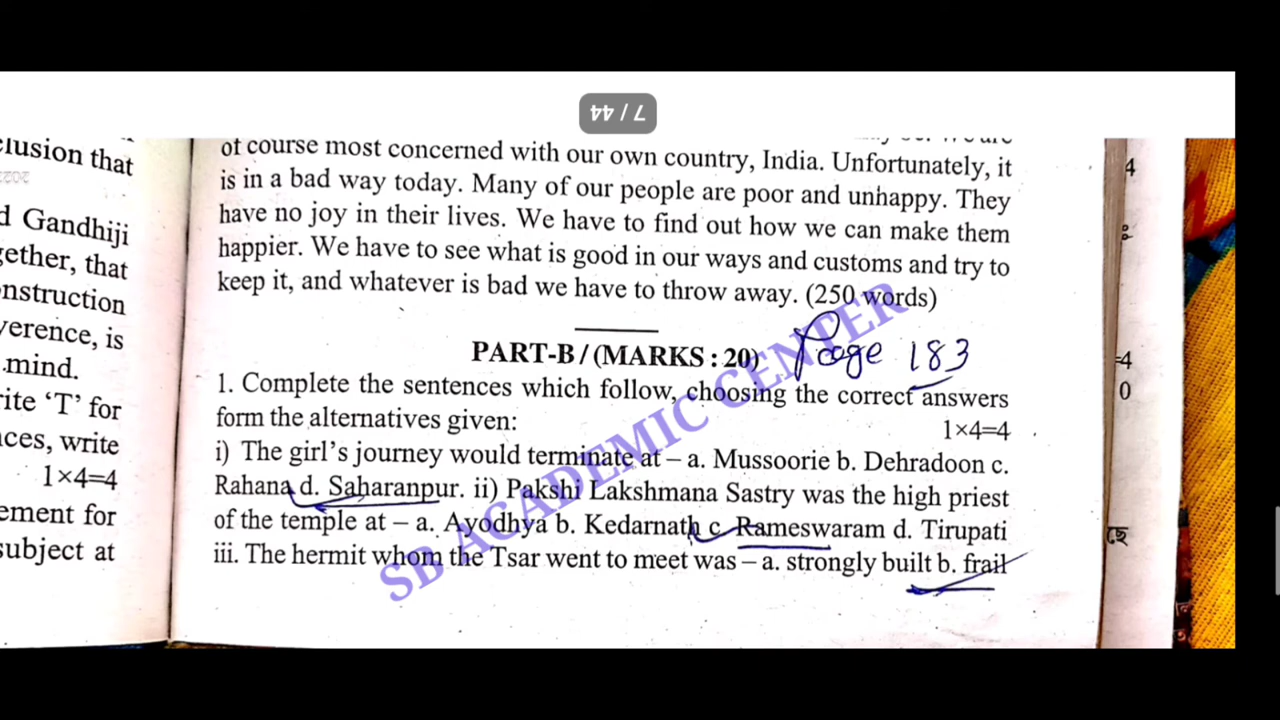 7 / 44
clusion that
d Gandhiji
gether, that
nstruction
verence, is
mind.
rite 'T' for
nces, write
1×4=4
ement for
subject at
of course most concerned with our own country, India. Unfortunately, it
is in a bad way today. Many of our people are poor and unhappy. They
have no joy in their lives. We have to find out how we can make them
happier. We have to see what is good in our ways and customs and try to
keep it, and whatever is bad we have to throw away. (250 words)
PART-B / (MARKS : 20) Page 183
1. Complete the sentences which follow, choosing the correct answers
form the alternatives given: 1×4=4
i) The girl's journey would terminate at – a. Mussoorie b. Dehradoon c.
Rahana d. Saharanpur. ii) Pakshi Lakshmana Sastry was the high priest
of the temple at – a. Ayodhya b. Kedarnath c. Rameswaram d. Tirupati
iii. The hermit whom the Tsar went to meet was – a. strongly built b. frail
SB ACADEMIC CENTER
4
4
0